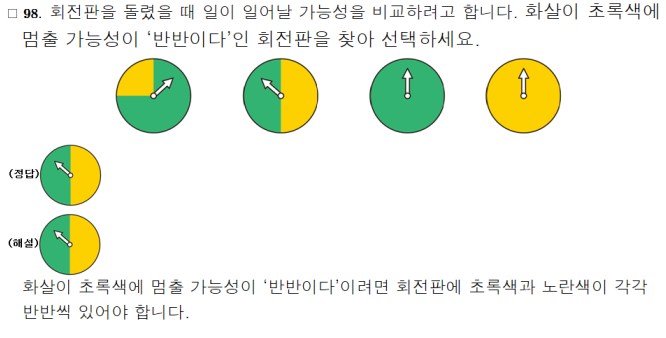 □ 98. 회전판을 돌렸을 때 일이 일어날 가능성을 비교하려고 합니다. 화살이 초록색에
멈출 가능성이 ‘반반이다’인 회전판을 찾아 선택하세요.
(정답)
(해설)
화살이 초록색에 멈출 가능성이 ‘반반이다’이려면 회전판에 초록색과 노란색이 각각
반반씩 있어야 합니다.